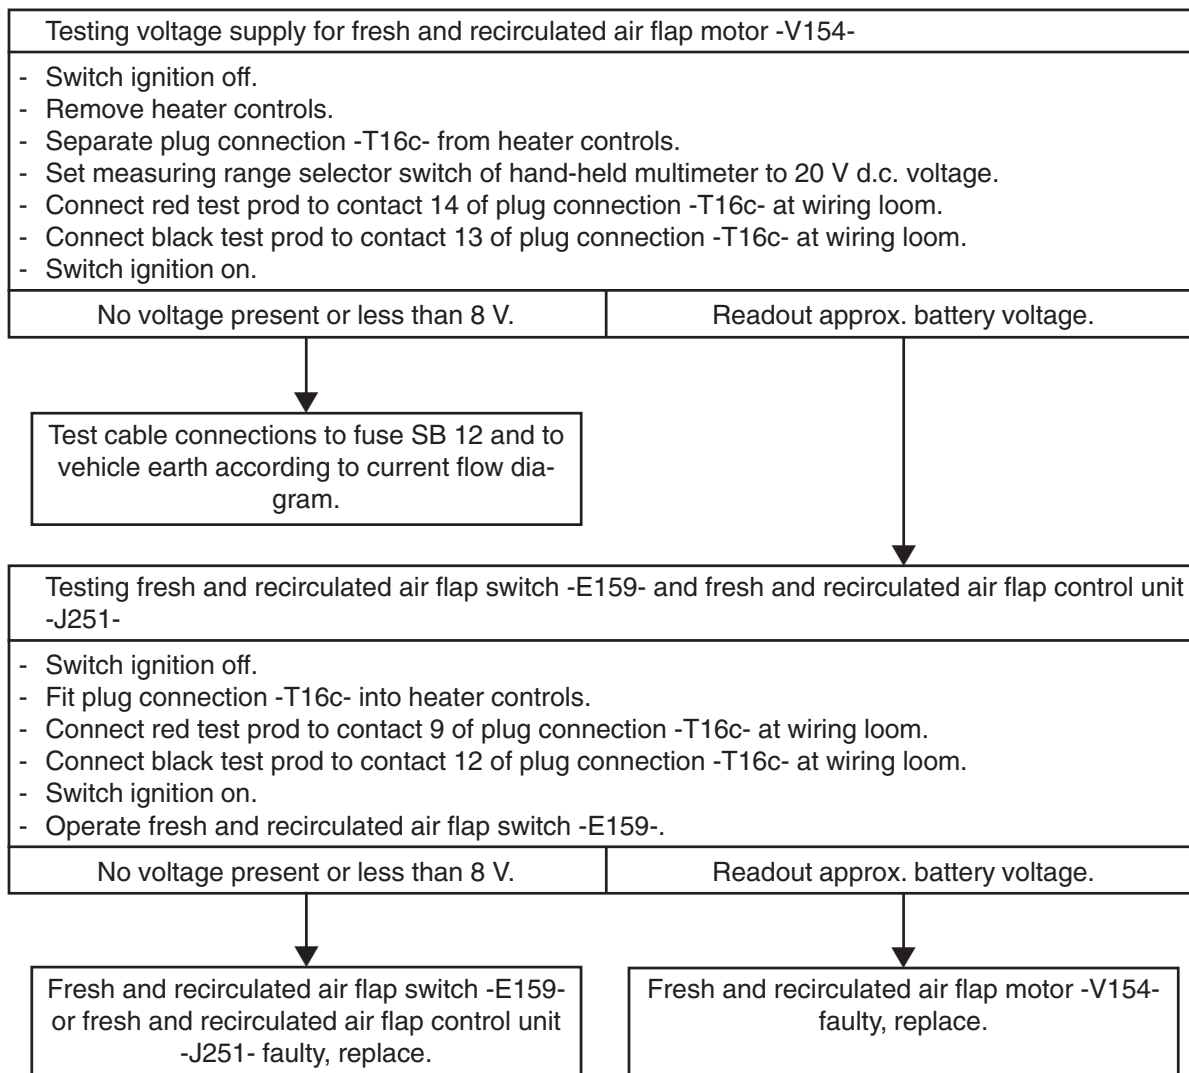 Testing voltage supply for fresh and recirculated air flap motor -V154-
- Switch ignition off.
- Remove heater controls.
- Separate plug connection -T16c- from heater controls.
- Set measuring range selector switch of hand-held multimeter to 20 V d.c. voltage.
- Connect red test prod to contact 14 of plug connection -T16c- at wiring loom.
- Connect black test prod to contact 13 of plug connection -T16c- at wiring loom.
- Switch ignition on.
No voltage present or less than 8 V.
Readout approx. battery voltage.
Test cable connections to fuse SB 12 and to
vehicle earth according to current flow dia-
gram.
Testing fresh and recirculated air flap switch -E159- and fresh and recirculated air flap control unit
-J251-
- Switch ignition off.
- Fit plug connection -T16c- into heater controls.
- Connect red test prod to contact 9 of plug connection -T16c- at wiring loom.
- Connect black test prod to contact 12 of plug connection -T16c- at wiring loom.
- Switch ignition on.
- Operate fresh and recirculated air flap switch -E159-.
No voltage present or less than 8 V.
Readout approx. battery voltage.
Fresh and recirculated air flap switch -E159-
or fresh and recirculated air flap control unit
-J251- faulty, replace.
Fresh and recirculated air flap motor -V154-
faulty, replace.